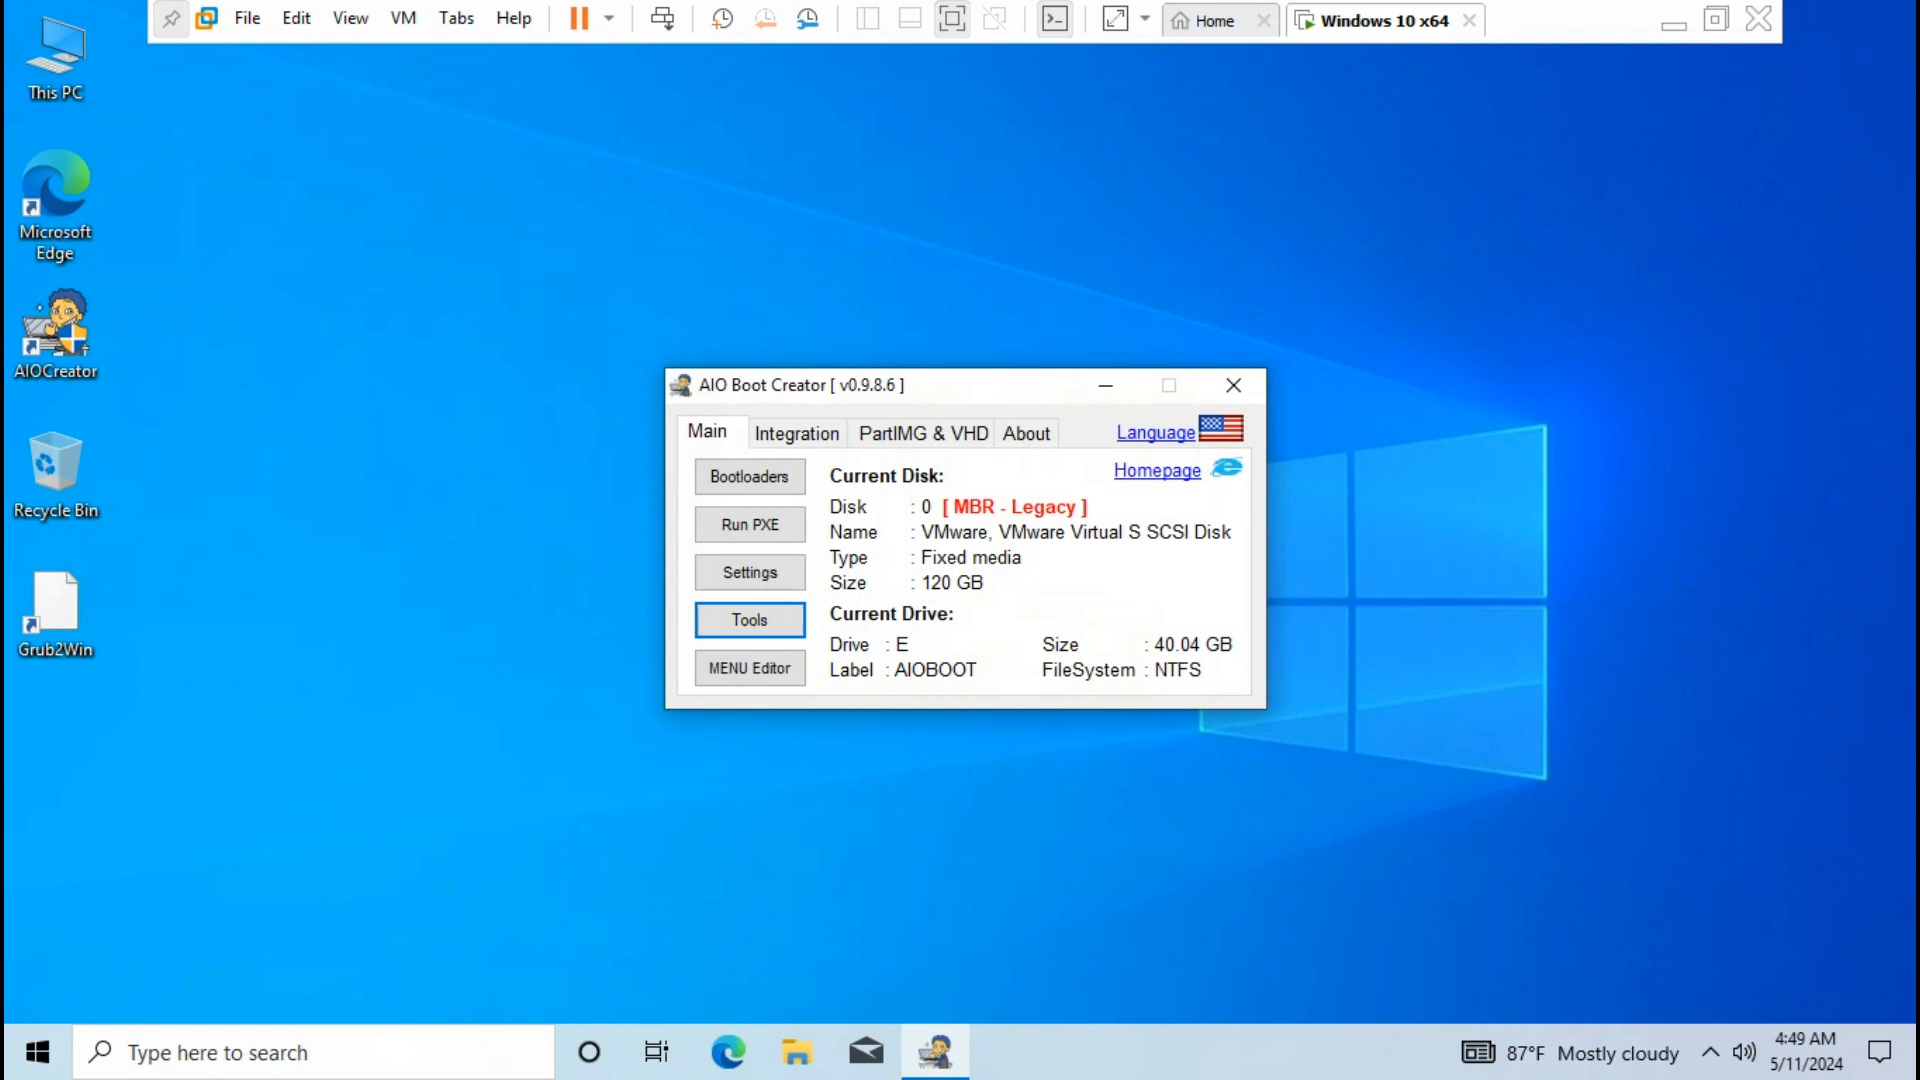 File Edit View VM Tabs Help Home Windows 10 x64
This PC
Microsoft
Edge
AIOCreator
Recycle Bin
Grub2Win
AIO Boot Creator [ v0.9.8.6 ]
Main Integration PartIMG & VHD About Language
Homepage
Bootloaders
Run PXE
Settings
Tools
MENU Editor
Current Disk:
Disk : 0 [ MBR - Legacy ]
Name : VMware, VMware Virtual S SCSI Disk
Type : Fixed media
Size : 120 GB
Current Drive:
Drive : E Size : 40.04 GB
Label : AIOBOOT FileSystem : NTFS
Type here to search
87°F Mostly cloudy
4:49 AM
5/11/2024